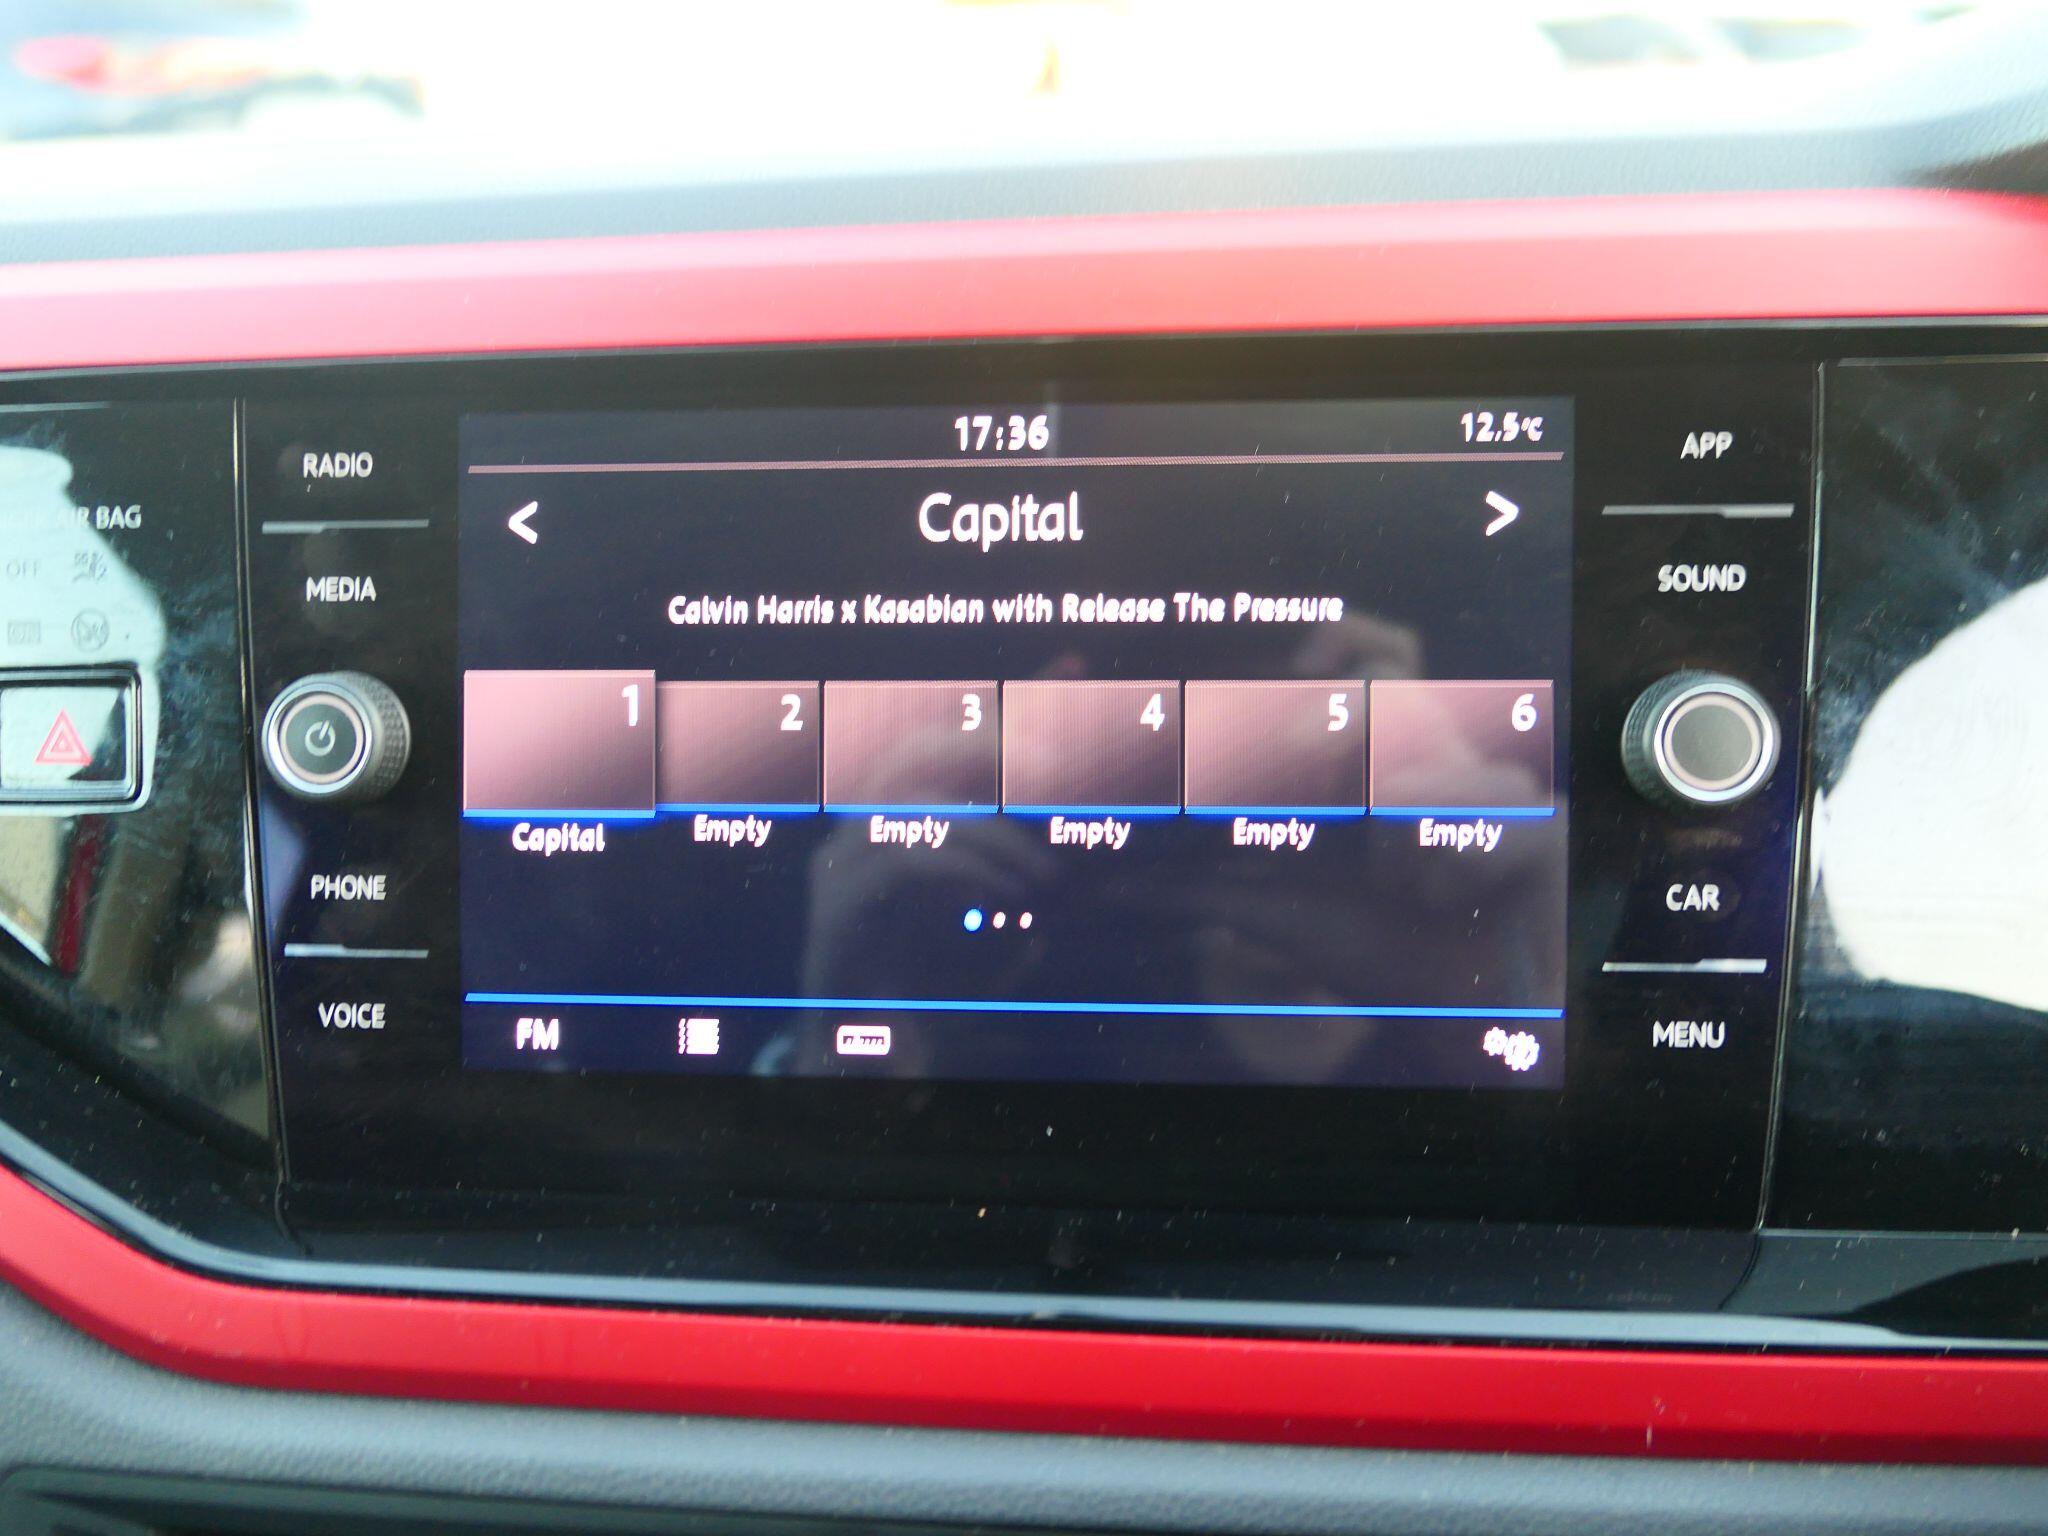 17:36 12.5°C
RADIO
APP
< Capital >
AIR BAG
OFF
MEDIA
SOUND
Calvin Harris x Kasabian with Release The Pressure
1 2 3 4 5 6
Capital Empty Empty Empty Empty Empty
PHONE
CAR
VOICE
MENU
FM